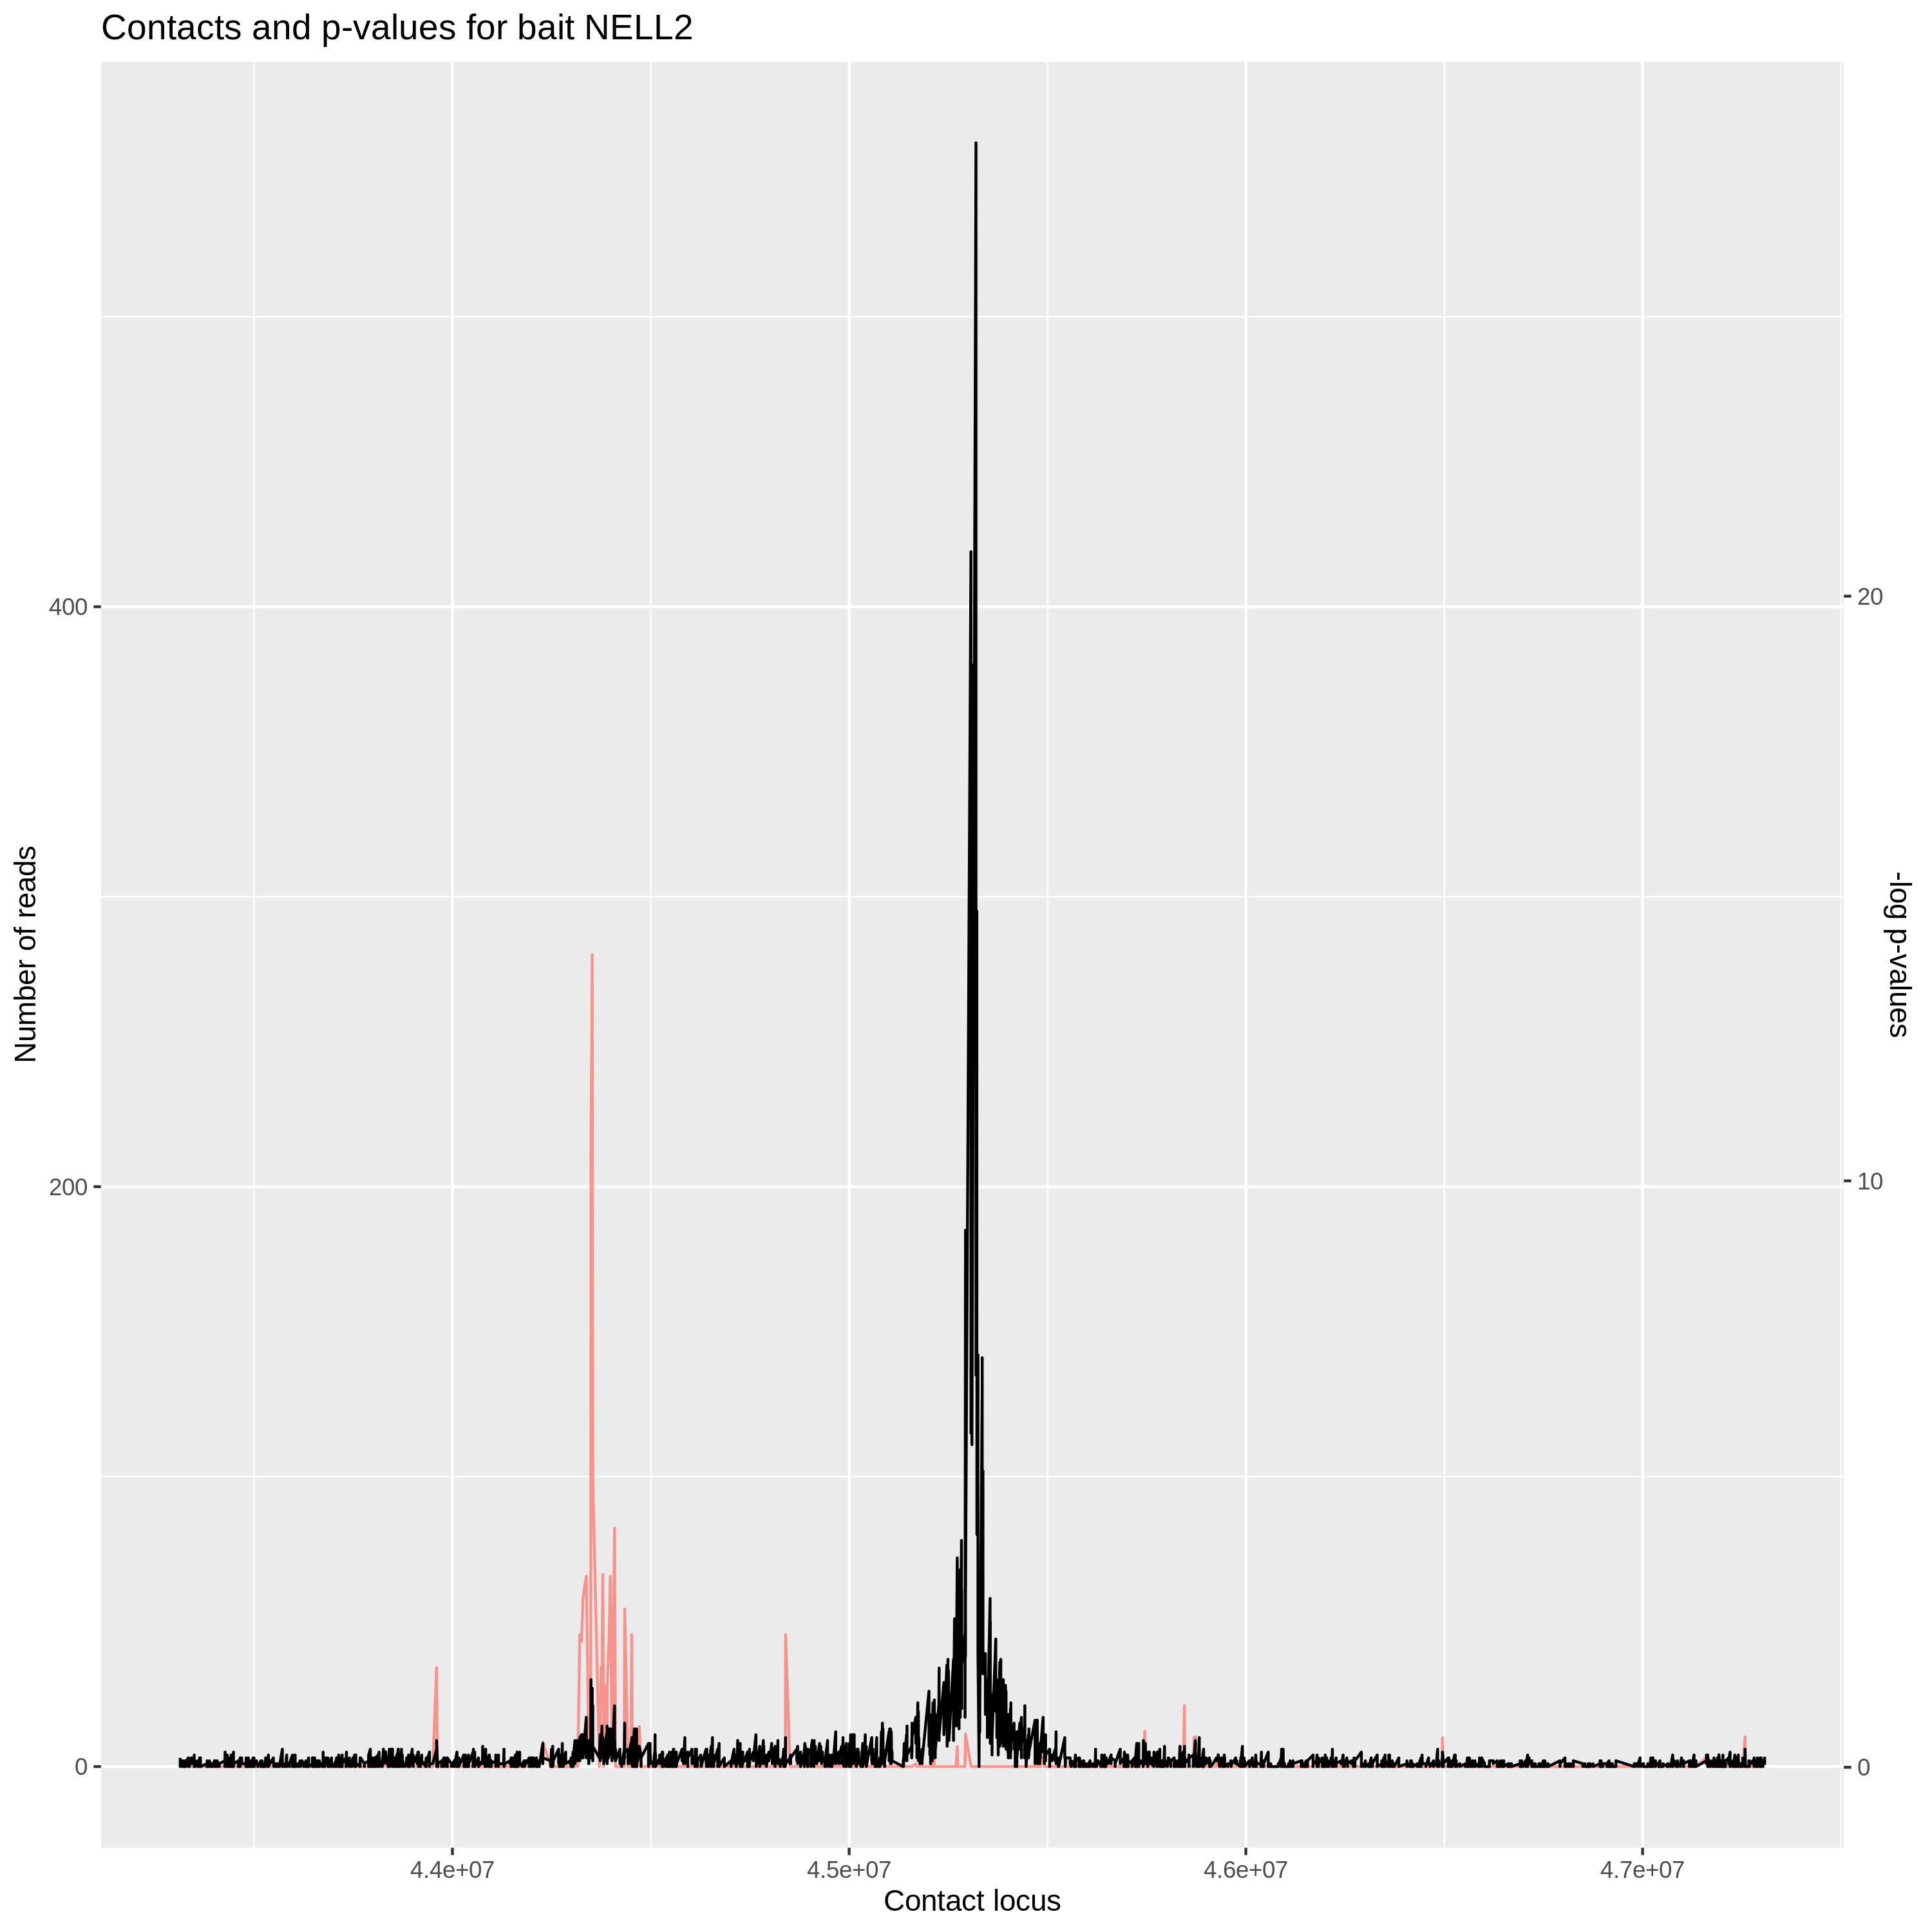 Contacts and p-values for bait NELL2
Number of reads
400
200
0
20
10
0
-log p-values
4.4e+07
4.5e+07
4.6e+07
4.7e+07
Contact locus